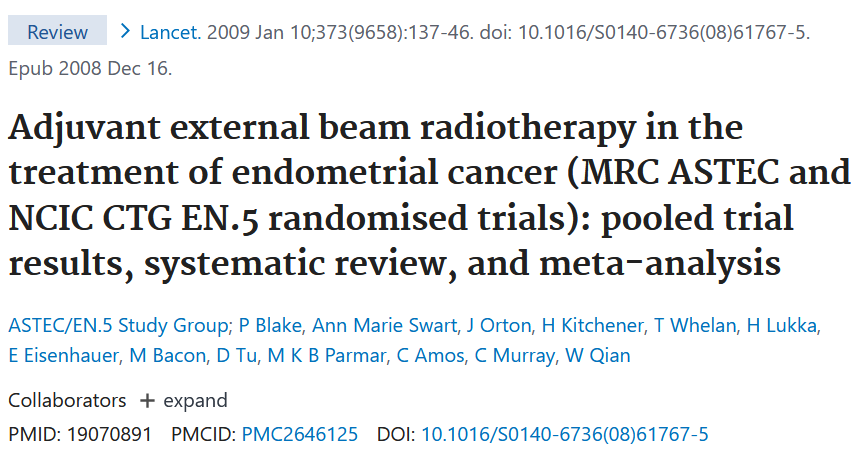 Review > Lancet. 2009 Jan 10;373(9658):137-46. doi: 10.1016/S0140-6736(08)61767-5.
Epub 2008 Dec 16.
Adjuvant external beam radiotherapy in the
treatment of endometrial cancer (MRC ASTEC and
NCIC CTG EN.5 randomised trials): pooled trial
results, systematic review, and meta-analysis
ASTEC/EN.5 Study Group; P Blake, Ann Marie Swart, J Orton, H Kitchener, T Whelan, H Lukka,
E Eisenhauer, M Bacon, D Tu, M K B Parmar, C Amos, C Murray, W Qian
Collaborators + expand
PMID: 19070891 PMCID: PMC2646125 DOI: 10.1016/S0140-6736(08)61767-5